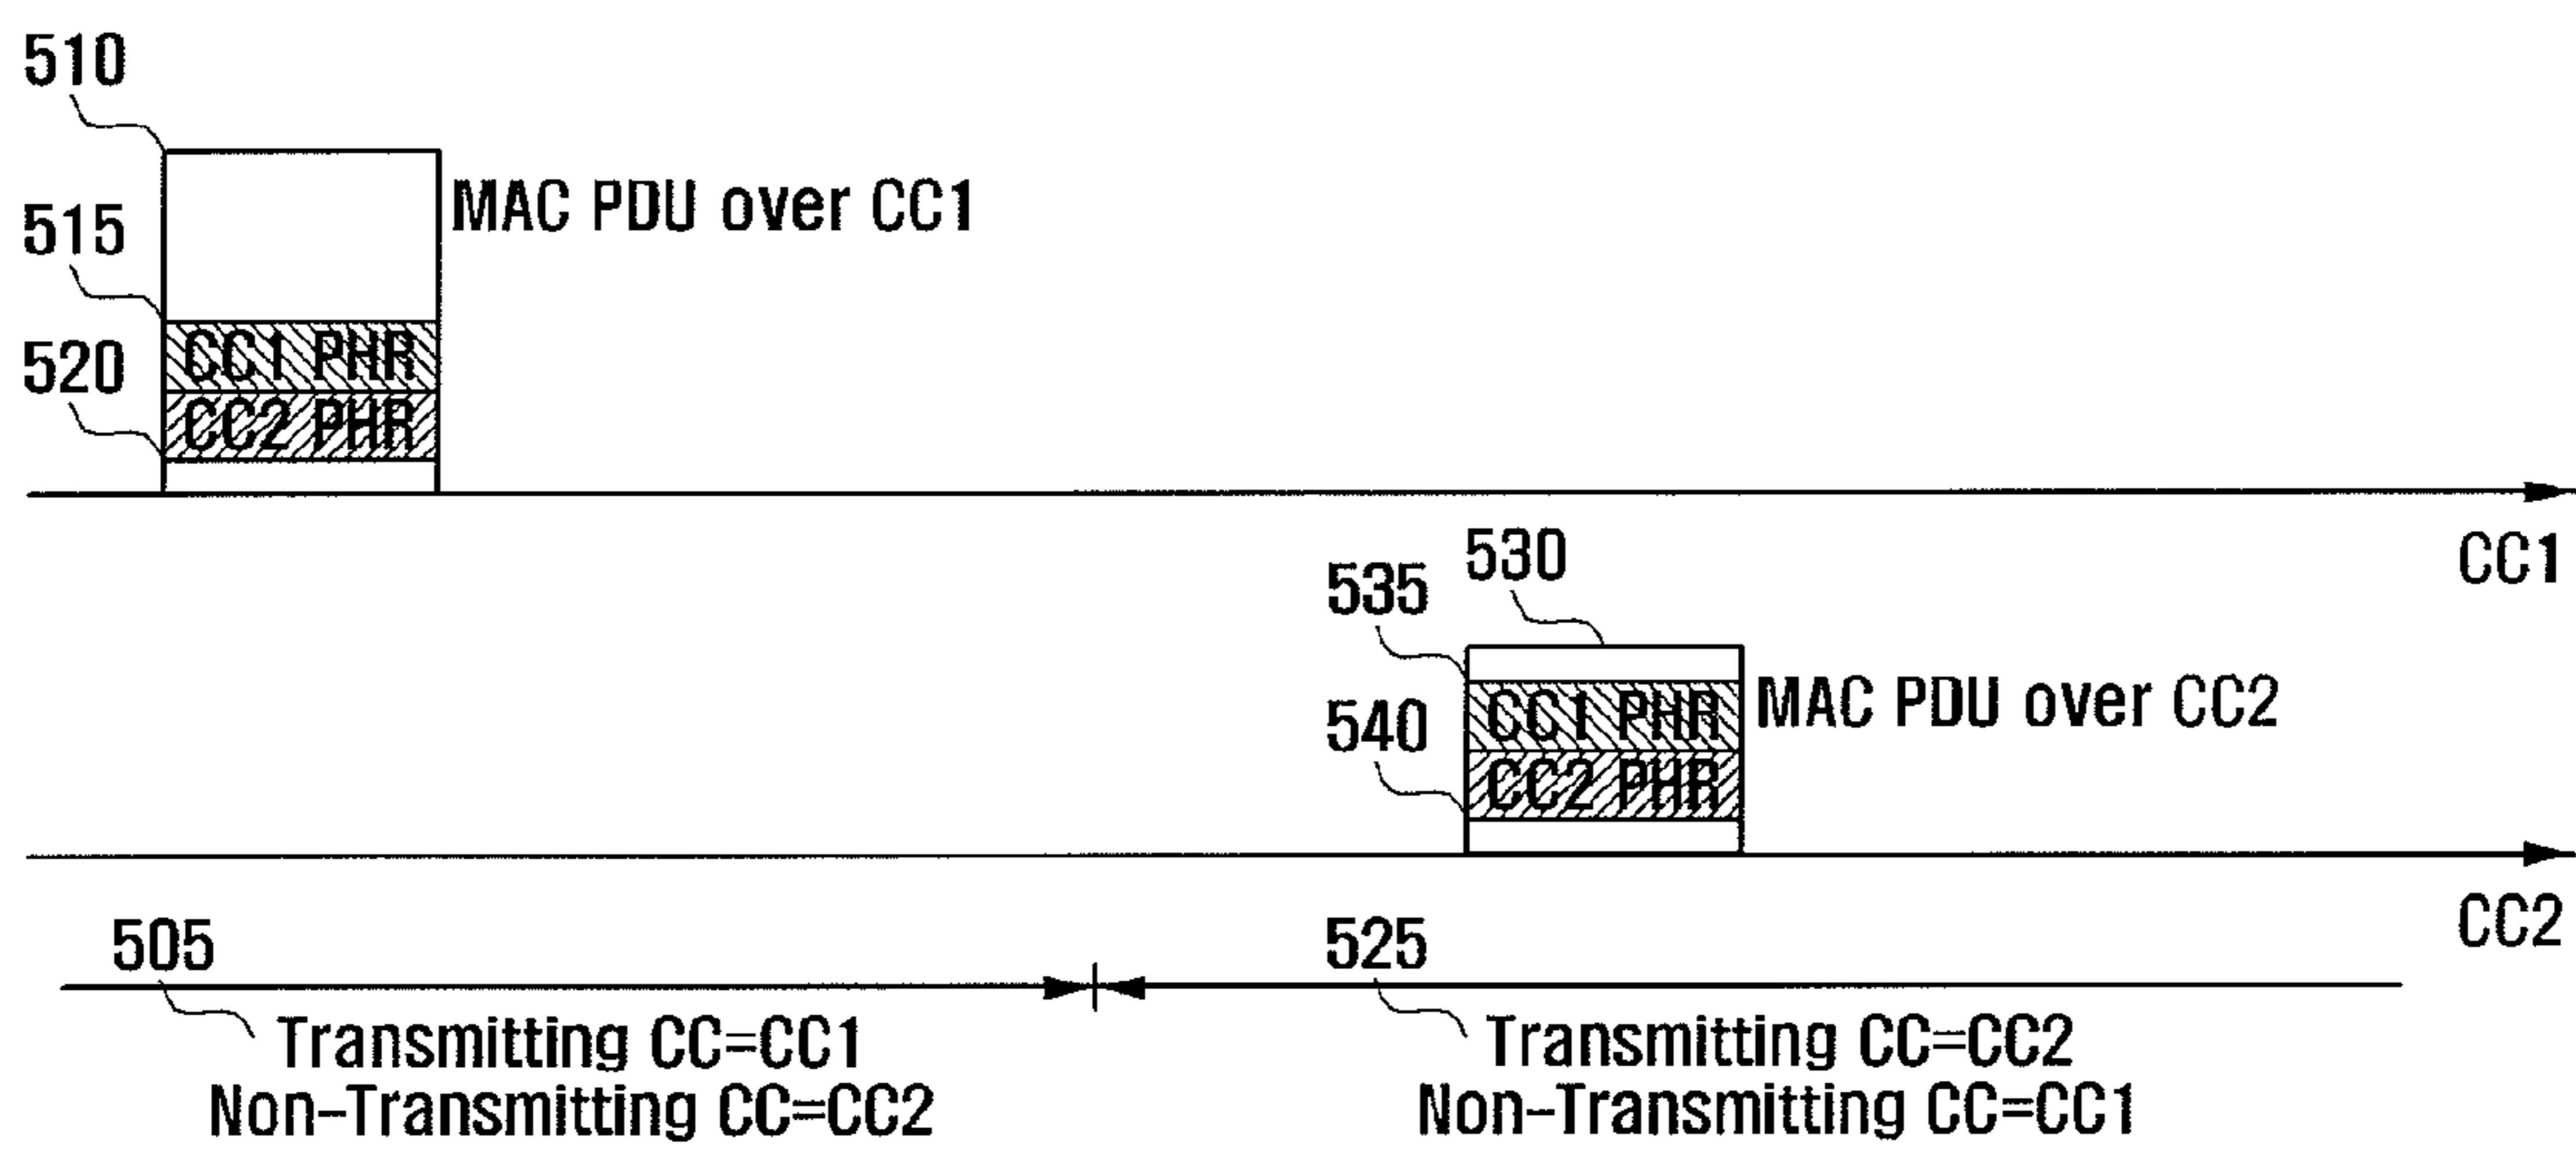 510
MAC PDU over CC1
515
CC1 PHR
520
CC2 PHR
CC1
530
535
CC1 PHR
MAC PDU over CC2
540
CC2 PHR
CC2
505
525
Transmitting CC=CC1
Non-Transmitting CC=CC2
Transmitting CC=CC2
Non-Transmitting CC=CC1